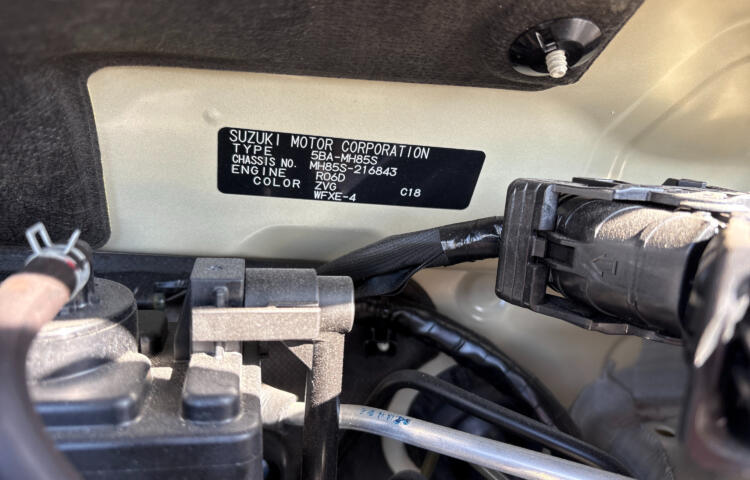 SUZUKI MOTOR CORPORATION
TYPE 5BA-MH85S
CHASSIS NO. MH85S-216843
ENGINE R06D
COLOR ZVG C18
WFXE-4